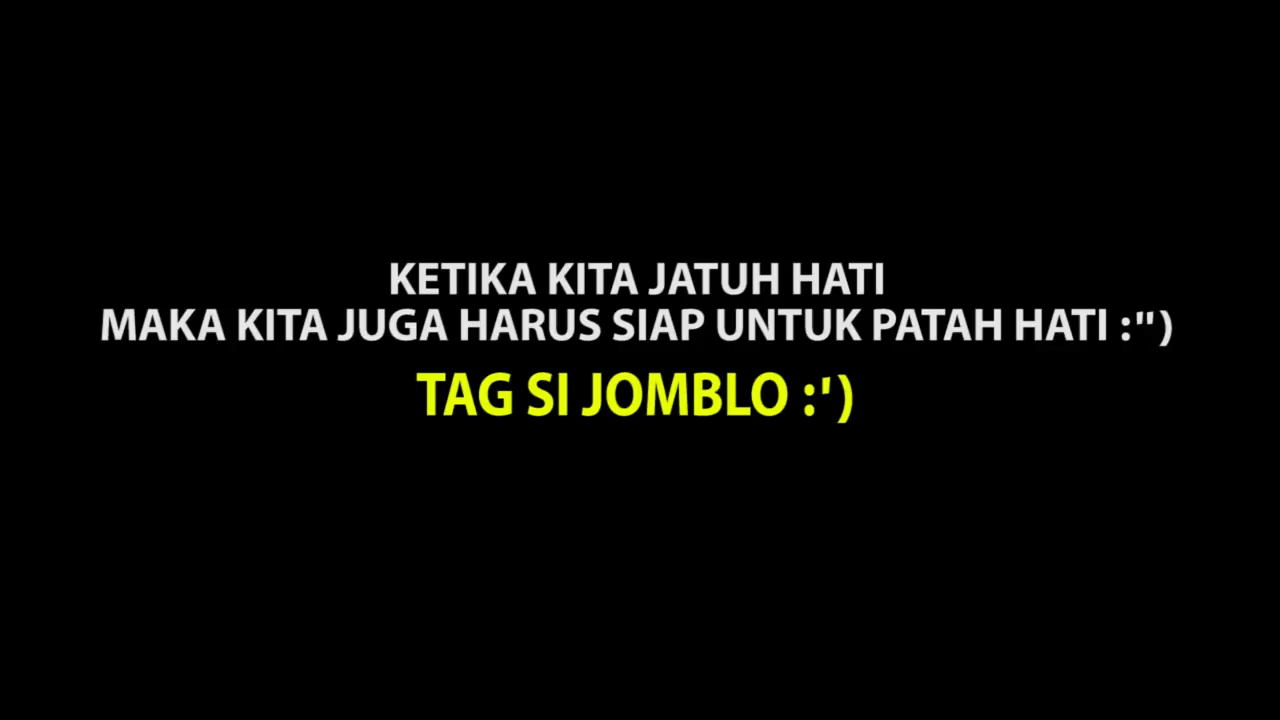 KETIKA KITA JATUH HATI
MAKA KITA JUGA HARUS SIAP UNTUK PATAH HATI :")
TAG SI JOMBLO :')